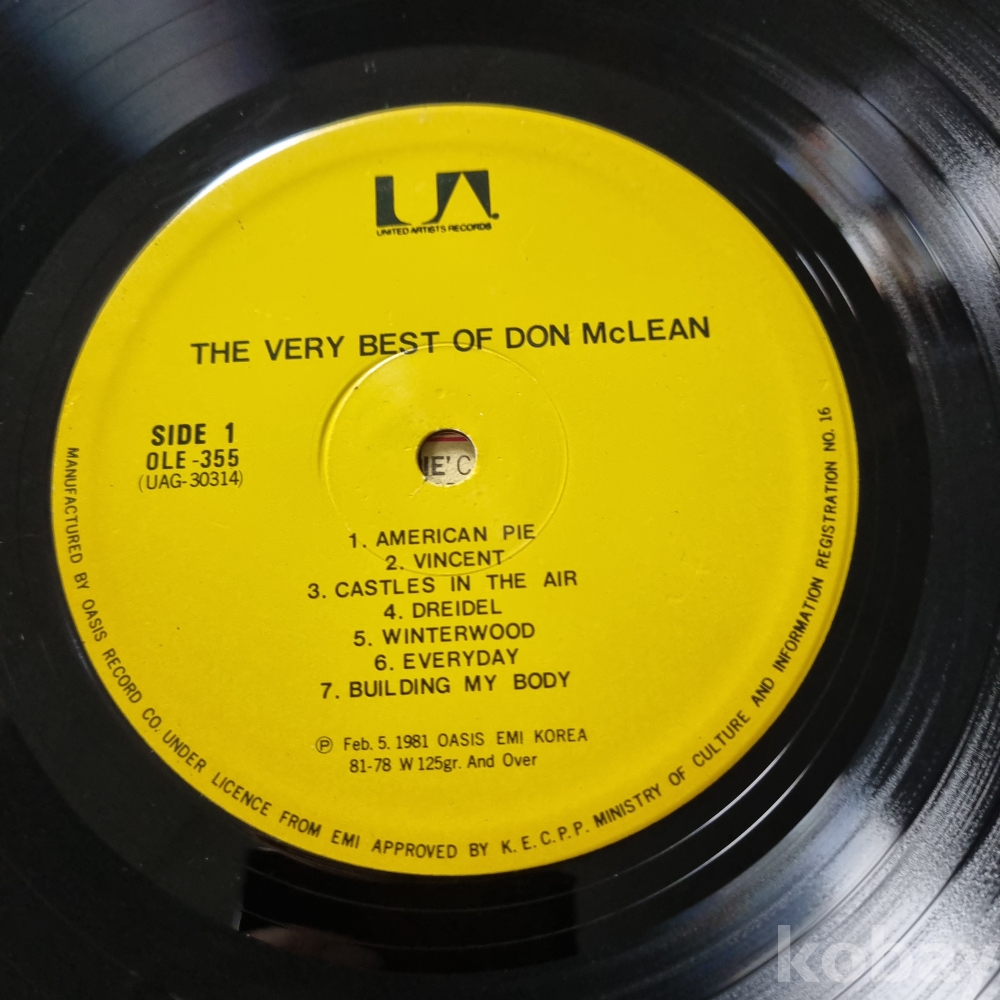 UA
UNITED ARTISTS RECORDS
THE VERY BEST OF DON McLEAN
SIDE 1
OLE-355
(UAG-30314)
IE' C
1. AMERICAN PIE
2. VINCENT
3. CASTLES IN THE AIR
4. DREIDEL
5. WINTERWOOD
6. EVERYDAY
7. BUILDING MY BODY
Ⓟ Feb. 5. 1981 OASIS EMI KOREA
81-78 W 125gr. And Over
MANUFACTURED BY OASIS RECORD CO. UNDER LICENCE FROM EMI APPROVED BY K. E. C. P. P. MINISTRY OF CULTURE AND INFORMATION REGISTRATION NO. 16
kobay